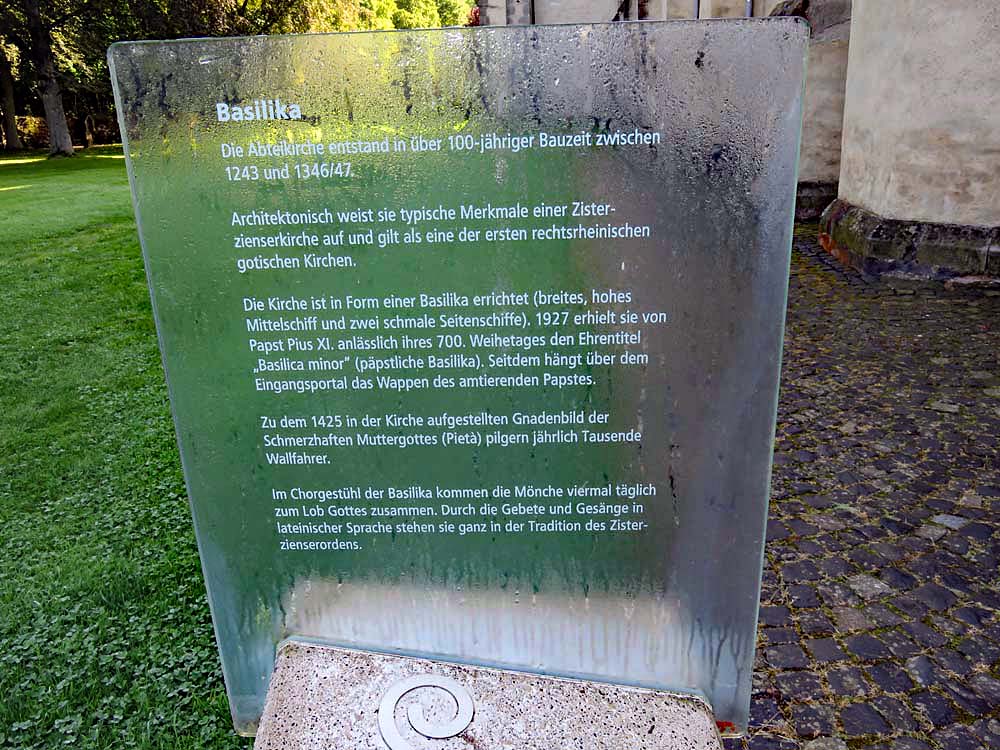 Basilika
Die Abteikirche entstand in über 100-jähriger Bauzeit zwischen
1243 und 1346/47.
Architektonisch weist sie typische Merkmale einer Zister-
zienserkirche auf und gilt als eine der ersten rechtsrheinischen
gotischen Kirchen.
Die Kirche ist in Form einer Basilika errichtet (breites, hohes
Mittelschiff und zwei schmale Seitenschiffe). 1927 erhielt sie von
Papst Pius XI. anlässlich ihres 700. Weihetages den Ehrentitel
„Basilica minor" (päpstliche Basilika). Seitdem hängt über dem
Eingangsportal das Wappen des amtierenden Papstes.
Zu dem 1425 in der Kirche aufgestellten Gnadenbild der
Schmerzhaften Muttergottes (Pietà) pilgern jährlich Tausende
Wallfahrer.
Im Chorgestühl der Basilika kommen die Mönche viermal täglich
zum Lob Gottes zusammen. Durch die Gebete und Gesänge in
lateinischer Sprache stehen sie ganz in der Tradition des Zister-
zienserordens.